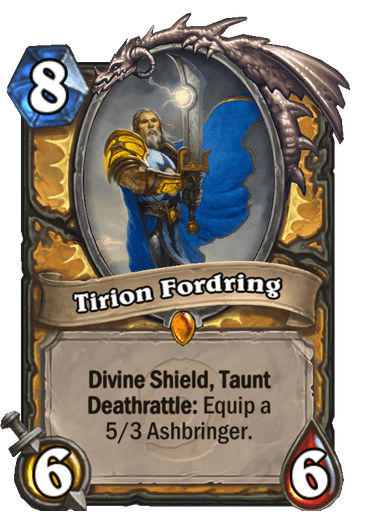 8
Tirion Fordring
Divine Shield, Taunt
Deathrattle: Equip a
5/3 Ashbringer.
6
6